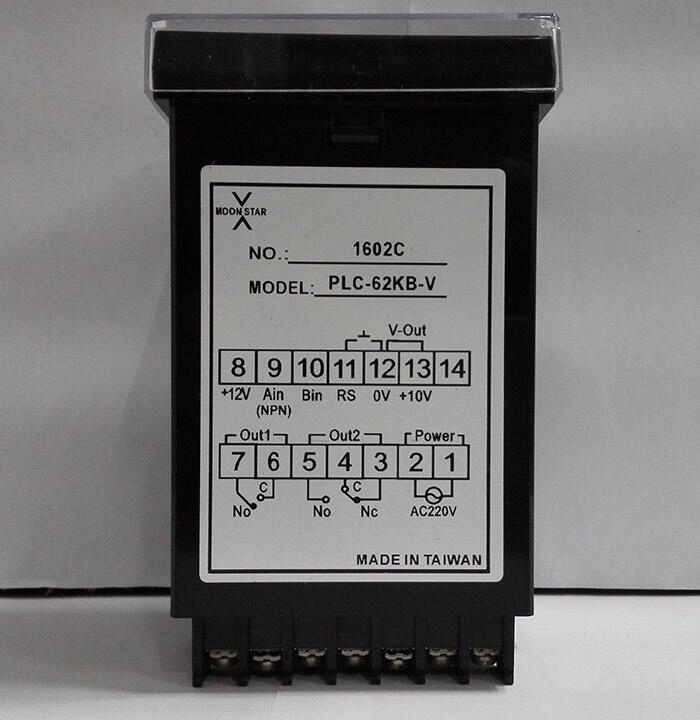 MOON STAR
NO.: 1602C
MODEL: PLC-62KB-V
V-Out
8 9 10 11 12 13 14
+12V Ain Bin RS 0V +10V
(NPN)
Out1 Out2 Power
7 6 5 4 3 2 1
C C
No No Nc AC220V
MADE IN TAIWAN